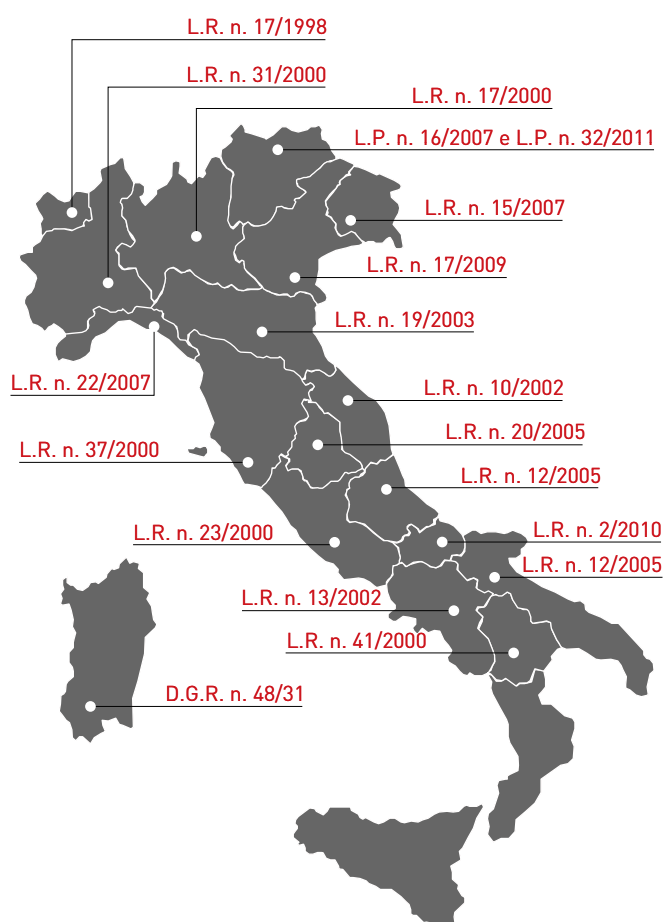 L.R. n. 17/1998
L.R. n. 31/2000
L.R. n. 17/2000
L.P. n. 16/2007 e L.P. n. 32/2011
L.R. n. 15/2007
L.R. n. 17/2009
L.R. n. 19/2003
L.R. n. 22/2007
L.R. n. 10/2002
L.R. n. 20/2005
L.R. n. 37/2000
L.R. n. 12/2005
L.R. n. 23/2000
L.R. n. 2/2010
L.R. n. 12/2005
L.R. n. 13/2002
L.R. n. 41/2000
D.G.R. n. 48/31